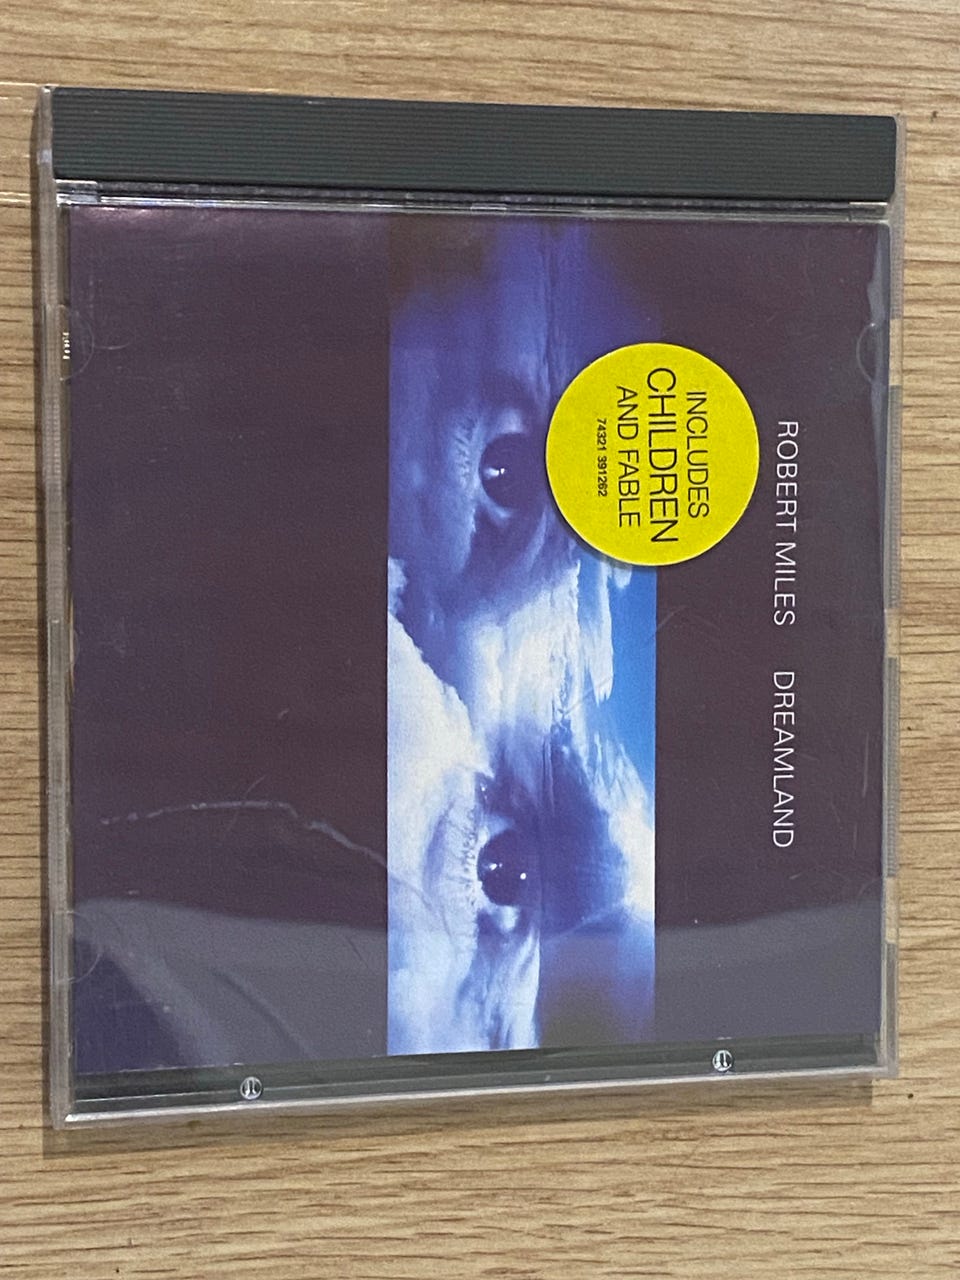 ROBERT MILES DREAMLAND
INCLUDES
CHILDREN
AND FABLE
74321 391262